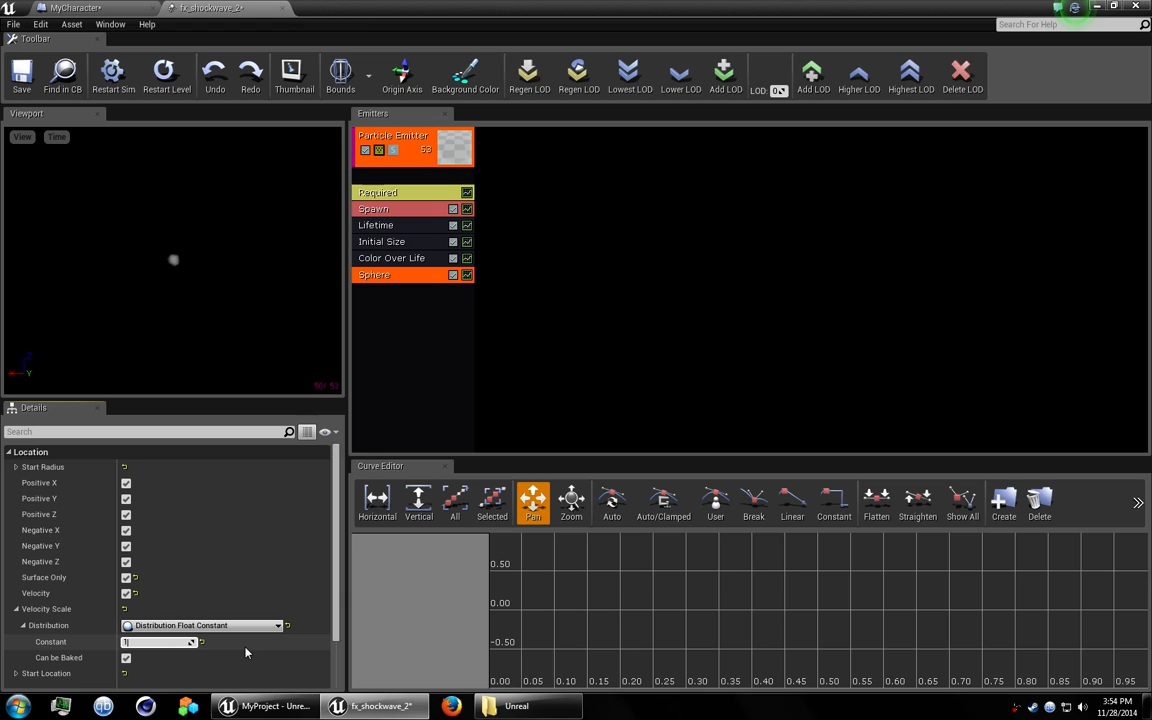 MyCharacter*
fx_shockwave_2*
File Edit Asset Window Help
Search For Help
Toolbar
Save Find in CB Restart Sim Restart Level Undo Redo Thumbnail Bounds Origin Axis Background Color Regen LOD Regen LOD Lowest LOD Lower LOD Add LOD LOD: 0 Add LOD Higher LOD Highest LOD Delete LOD
Viewport
View Time
Z
X Y
Emitters
Particle Emitter
S 53
Required
Spawn
Lifetime
Initial Size
Color Over Life
Sphere
Details
Search
Location
Start Radius
Positive X
Positive Y
Positive Z
Negative X
Negative Y
Negative Z
Surface Only
Velocity
Velocity Scale
Distribution Distribution Float Constant
Constant 1
Can be Baked
Start Location
Curve Editor
Horizontal Vertical All Selected Pan Zoom Auto Auto/Clamped User Break Linear Constant Flatten Straighten Show All Create Delete
0.50
0.00
-0.50
0.00 0.05 0.10 0.15 0.20 0.25 0.30 0.35 0.40 0.45 0.50 0.55 0.60 0.65 0.70 0.75 0.80 0.85 0.90 0.95
MyProject - Unre...
fx_shockwave_2*
Unreal
3:54 PM
11/28/2014